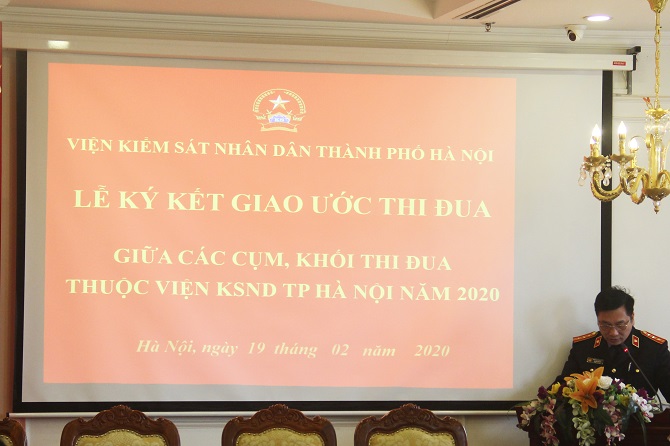 VIỆN KIỂM SÁT NHÂN DÂN THÀNH PHỐ HÀ NỘI
LỄ KÝ KẾT GIAO ƯỚC THI ĐUA
GIỮA CÁC CỤM, KHỐI THI ĐUA
THUỘC VIỆN KSND TP HÀ NỘI NĂM 2020
Hà Nội, ngày 19 tháng 02 năm 2020